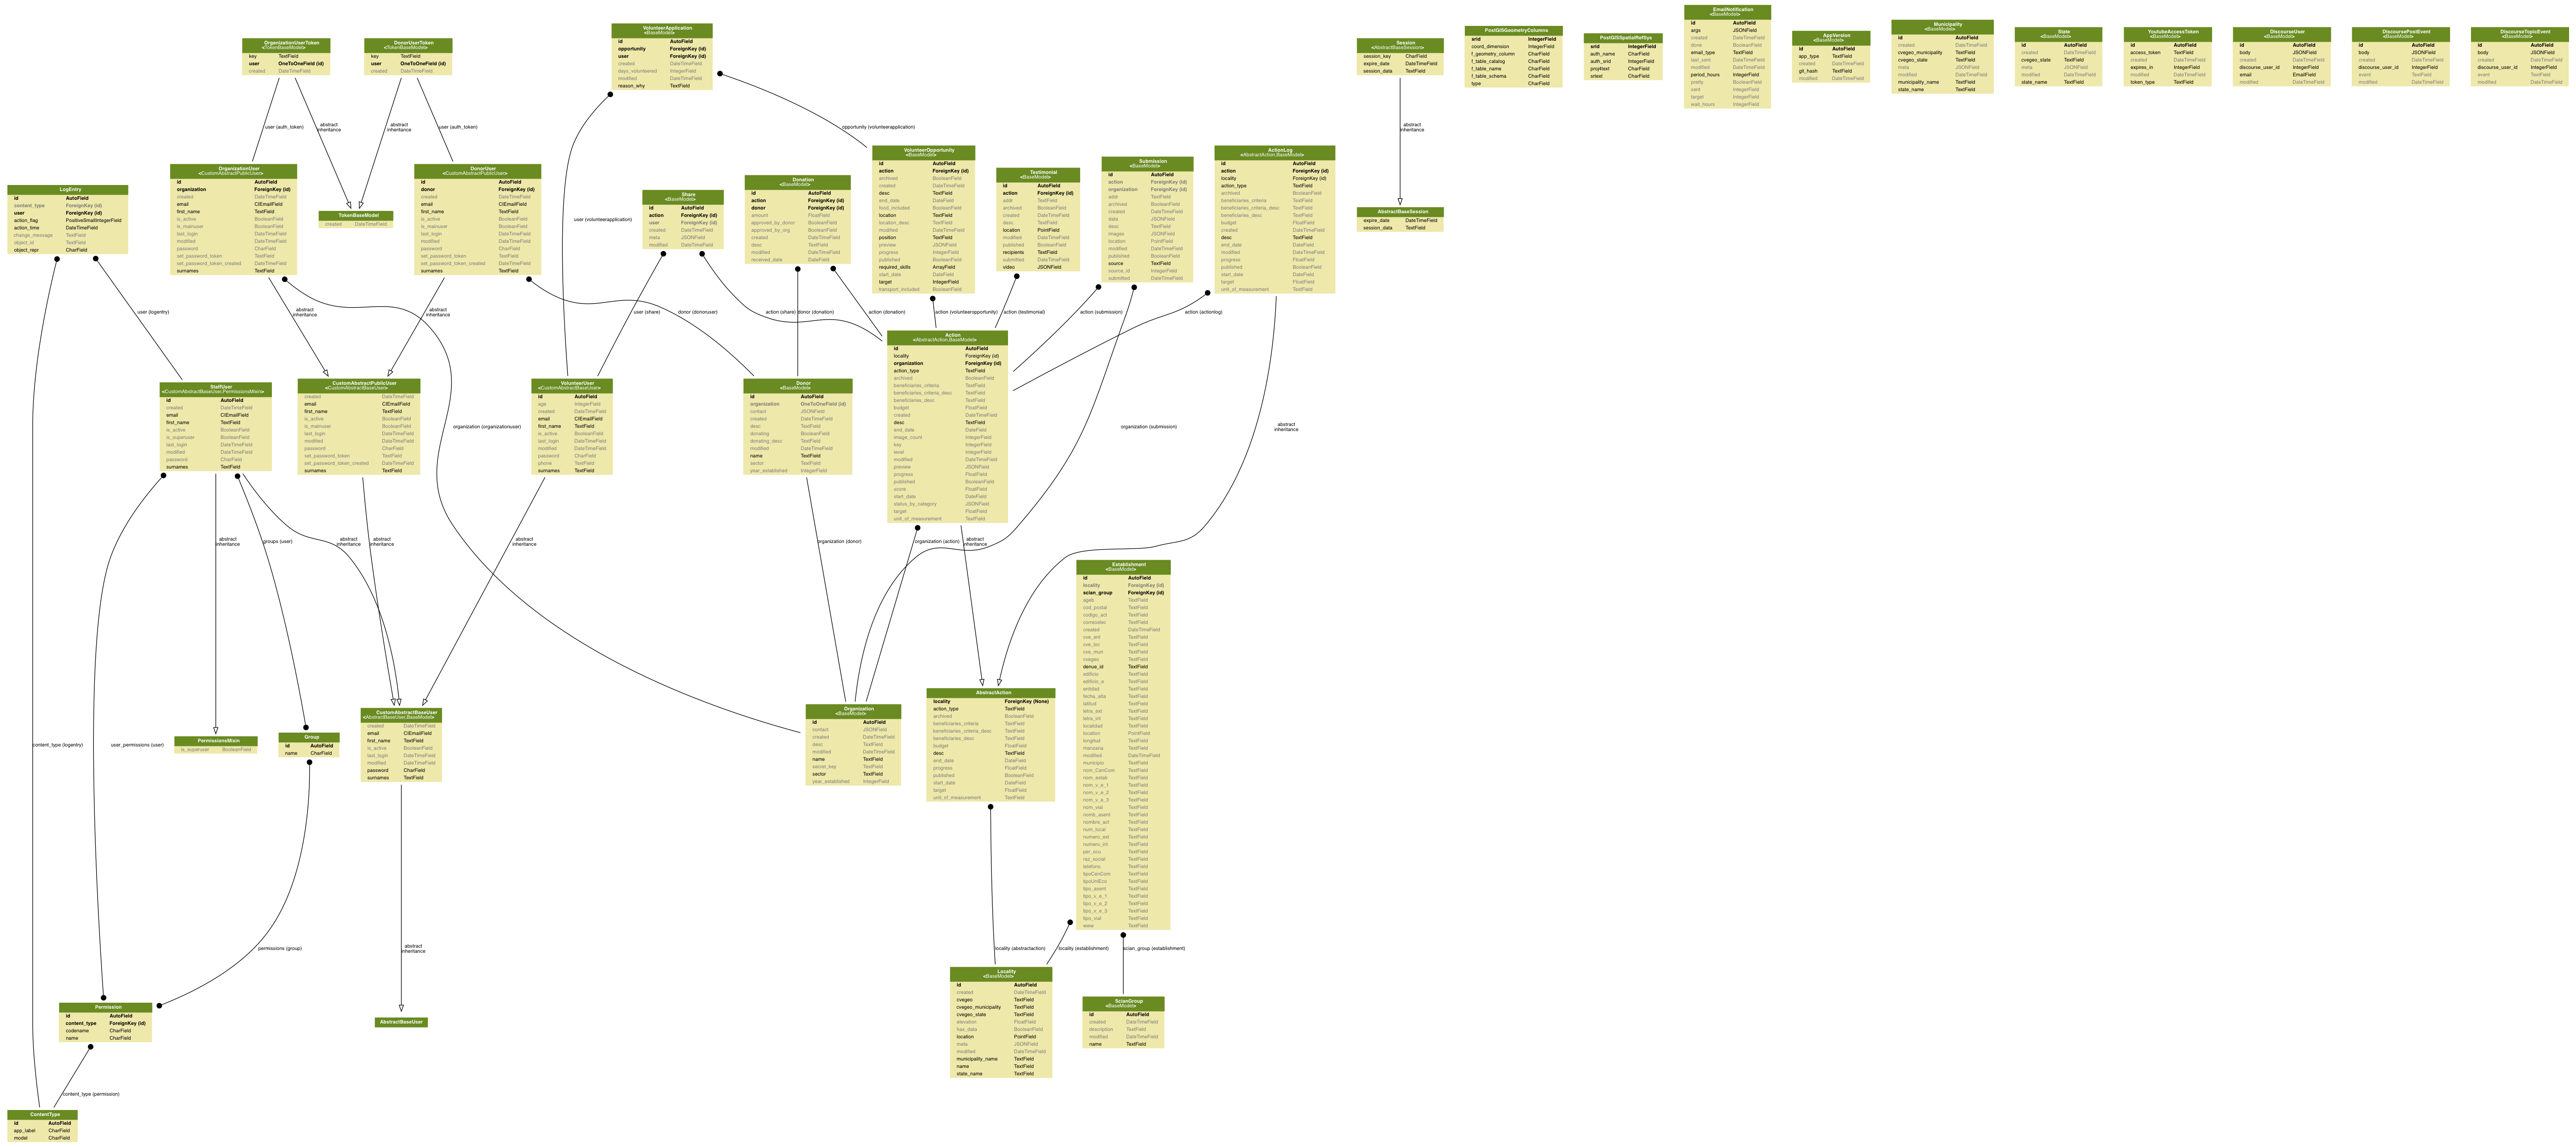 OrganizationUserToken
<TokenBaseModel>
key TextField
user OneToOneField (id)
created DateTimeField
DonorUserToken
<TokenBaseModel>
key TextField
user OneToOneField (id)
created DateTimeField
VolunteerApplication
<BaseModel>
id AutoField
opportunity ForeignKey (id)
user ForeignKey (id)
created DateTimeField
days_volunteered IntegerField
modified DateTimeField
reason_why TextField
Session
<AbstractBaseSession>
session_key CharField
expire_date DateTimeField
session_data TextField
PostGISGeometryColumns
srid IntegerField
coord_dimension IntegerField
f_geometry_column CharField
f_table_catalog CharField
f_table_name CharField
f_table_schema CharField
type CharField
PostGISSpatialRefSys
srid IntegerField
auth_name CharField
auth_srid IntegerField
proj4text CharField
srtext CharField
EmailNotification
<BaseModel>
id AutoField
args JSONField
created DateTimeField
done BooleanField
email_type TextField
last_sent DateTimeField
modified DateTimeField
period_hours IntegerField
pretty BooleanField
sent IntegerField
target IntegerField
wait_hours IntegerField
AppVersion
<BaseModel>
id AutoField
app_type TextField
created DateTimeField
git_hash TextField
modified DateTimeField
Municipality
<BaseModel>
id AutoField
created DateTimeField
cvegeo_municipality TextField
cvegeo_state TextField
meta JSONField
modified DateTimeField
municipality_name TextField
state_name TextField
State
<BaseModel>
id AutoField
created DateTimeField
cvegeo_state TextField
meta JSONField
modified DateTimeField
state_name TextField
YoutubeAccessToken
<BaseModel>
id AutoField
access_token TextField
created DateTimeField
expires_in IntegerField
modified DateTimeField
token_type TextField
DiscourseUser
<BaseModel>
id AutoField
body JSONField
created DateTimeField
discourse_user_id IntegerField
email EmailField
modified DateTimeField
DiscoursePostEvent
<BaseModel>
id AutoField
body JSONField
created DateTimeField
discourse_user_id IntegerField
event TextField
modified DateTimeField
DiscourseTopicEvent
<BaseModel>
id AutoField
body JSONField
created DateTimeField
discourse_user_id IntegerField
event TextField
modified DateTimeField
user (auth_token)
abstract
inheritance
abstract
inheritance
user (auth_token)
opportunity (volunteerapplication)
abstract
inheritance
LogEntry
id AutoField
content_type ForeignKey (id)
user ForeignKey (id)
action_flag PositiveSmallIntegerField
action_time DateTimeField
change_message TextField
object_id TextField
object_repr CharField
OrganizationUser
<CustomAbstractPublicUser>
id AutoField
organization ForeignKey (id)
created DateTimeField
email CIEmailField
first_name TextField
is_active BooleanField
is_mainuser BooleanField
last_login DateTimeField
modified DateTimeField
password CharField
set_password_token TextField
set_password_token_created DateTimeField
surnames TextField
TokenBaseModel
created DateTimeField
DonorUser
<CustomAbstractPublicUser>
id AutoField
donor ForeignKey (id)
created DateTimeField
email CIEmailField
first_name TextField
is_active BooleanField
is_mainuser BooleanField
last_login DateTimeField
modified DateTimeField
password CharField
set_password_token TextField
set_password_token_created DateTimeField
surnames TextField
user (volunteerapplication)
Share
<BaseModel>
id AutoField
action ForeignKey (id)
user ForeignKey (id)
created DateTimeField
meta JSONField
modified DateTimeField
Donation
<BaseModel>
id AutoField
action ForeignKey (id)
donor ForeignKey (id)
amount FloatField
approved_by_donor BooleanField
approved_by_org BooleanField
created DateTimeField
desc TextField
modified DateTimeField
received_date DateField
VolunteerOpportunity
<BaseModel>
id AutoField
action ForeignKey (id)
archived BooleanField
created DateTimeField
desc TextField
end_date DateField
food_included BooleanField
location TextField
location_desc TextField
modified DateTimeField
position TextField
preview JSONField
progress IntegerField
published BooleanField
required_skills ArrayField
start_date DateField
target IntegerField
transport_included BooleanField
Testimonial
<BaseModel>
id AutoField
action ForeignKey (id)
addr TextField
archived BooleanField
created DateTimeField
desc TextField
location PointField
modified DateTimeField
published BooleanField
recipients TextField
submitted DateTimeField
video JSONField
Submission
<BaseModel>
id AutoField
action ForeignKey (id)
organization ForeignKey (id)
addr TextField
archived BooleanField
created DateTimeField
data JSONField
desc TextField
images JSONField
location PointField
modified DateTimeField
published BooleanField
source TextField
source_id IntegerField
submitted DateTimeField
ActionLog
<AbstractAction,BaseModel>
id AutoField
action ForeignKey (id)
locality ForeignKey (id)
action_type TextField
archived BooleanField
beneficiaries_criteria TextField
beneficiaries_criteria_desc TextField
beneficiaries_desc TextField
budget FloatField
created DateTimeField
desc TextField
end_date DateField
modified DateTimeField
progress FloatField
published BooleanField
start_date DateField
target FloatField
unit_of_measurement TextField
AbstractBaseSession
expire_date DateTimeField
session_data TextField
user (logentry)
abstract
inheritance
abstract
inheritance
user (share)
donor (donoruser)
action (share)
donor (donation)
action (donation)
action (volunteeropportunity)
action (testimonial)
action (submission)
action (actionlog)
StaffUser
<CustomAbstractBaseUser,PermissionsMixin>
id AutoField
created DateTimeField
email CIEmailField
first_name TextField
is_active BooleanField
is_superuser BooleanField
last_login DateTimeField
modified DateTimeField
password CharField
surnames TextField
CustomAbstractPublicUser
<CustomAbstractBaseUser>
created DateTimeField
email CIEmailField
first_name TextField
is_active BooleanField
is_mainuser BooleanField
last_login DateTimeField
modified DateTimeField
password CharField
set_password_token TextField
set_password_token_created DateTimeField
surnames TextField
organization (organizationuser)
VolunteerUser
<CustomAbstractBaseUser>
id AutoField
age IntegerField
created DateTimeField
email CIEmailField
first_name TextField
is_active BooleanField
last_login DateTimeField
modified DateTimeField
password CharField
phone TextField
surnames TextField
Donor
<BaseModel>
id AutoField
organization OneToOneField (id)
contact JSONField
created DateTimeField
desc TextField
donating BooleanField
donating_desc TextField
modified DateTimeField
name TextField
sector TextField
year_established IntegerField
Action
<AbstractAction,BaseModel>
id AutoField
locality ForeignKey (id)
organization ForeignKey (id)
action_type TextField
archived BooleanField
beneficiaries_criteria TextField
beneficiaries_criteria_desc TextField
beneficiaries_desc TextField
budget FloatField
created DateTimeField
desc TextField
end_date DateField
image_count IntegerField
key IntegerField
level IntegerField
modified DateTimeField
preview JSONField
progress FloatField
published BooleanField
score FloatField
start_date DateField
status_by_category JSONField
target FloatField
unit_of_measurement TextField
organization (submission)
abstract
inheritance
abstract
inheritance
groups (user)
abstract
inheritance
abstract
inheritance
abstract
inheritance
organization (donor)
organization (action)
abstract
inheritance
Establishment
<BaseModel>
id AutoField
locality ForeignKey (id)
scian_group ForeignKey (id)
ageb TextField
cod_postal TextField
codigo_act TextField
correoelec TextField
created DateTimeField
cve_ent TextField
cve_loc TextField
cve_mun TextField
cvegeo TextField
denue_id TextField
edificio TextField
edificio_e TextField
entidad TextField
fecha_alta TextField
latitud TextField
letra_ext TextField
letra_int TextField
localidad TextField
location PointField
longitud TextField
manzana TextField
modified DateTimeField
municipio TextField
nom_CenCom TextField
nom_estab TextField
nom_v_e_1 TextField
nom_v_e_2 TextField
nom_v_e_3 TextField
nom_vial TextField
nomb_asent TextField
nombre_act TextField
num_local TextField
numero_ext TextField
numero_int TextField
per_ocu TextField
raz_social TextField
telefono TextField
tipoCenCom TextField
tipoUniEco TextField
tipo_asent TextField
tipo_v_e_1 TextField
tipo_v_e_2 TextField
tipo_v_e_3 TextField
tipo_vial TextField
www TextField
content_type (logentry)
user_permissions (user)
PermissionsMixin
is_superuser BooleanField
Group
id AutoField
name CharField
CustomAbstractBaseUser
<AbstractBaseUser,BaseModel>
created DateTimeField
email CIEmailField
first_name TextField
is_active BooleanField
last_login DateTimeField
modified DateTimeField
password CharField
surnames TextField
Organization
<BaseModel>
id AutoField
contact JSONField
created DateTimeField
desc TextField
modified DateTimeField
name TextField
secret_key TextField
sector TextField
year_established IntegerField
AbstractAction
locality ForeignKey (None)
action_type TextField
archived BooleanField
beneficiaries_criteria TextField
beneficiaries_criteria_desc TextField
beneficiaries_desc TextField
budget FloatField
desc TextField
end_date DateField
progress FloatField
published BooleanField
start_date DateField
target FloatField
unit_of_measurement TextField
permissions (group)
abstract
inheritance
locality (abstractaction)
locality (establishment)
scian_group (establishment)
Permission
id AutoField
content_type ForeignKey (id)
codename CharField
name CharField
AbstractBaseUser
Locality
<BaseModel>
id AutoField
created DateTimeField
cvegeo TextField
cvegeo_municipality TextField
cvegeo_state TextField
elevation FloatField
has_data BooleanField
location PointField
meta JSONField
modified DateTimeField
municipality_name TextField
name TextField
state_name TextField
ScianGroup
<BaseModel>
id AutoField
created DateTimeField
description TextField
modified DateTimeField
name TextField
content_type (permission)
ContentType
id AutoField
app_label CharField
model CharField